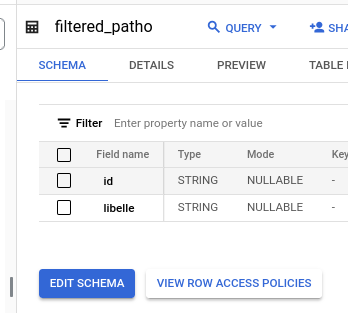 filtered_patho QUERY
SCHEMA DETAILS PREVIEW TABLE
Filter Enter property name or value
Field name Type Mode Key
id STRING NULLABLE -
libelle STRING NULLABLE -
EDIT SCHEMA VIEW ROW ACCESS POLICIES